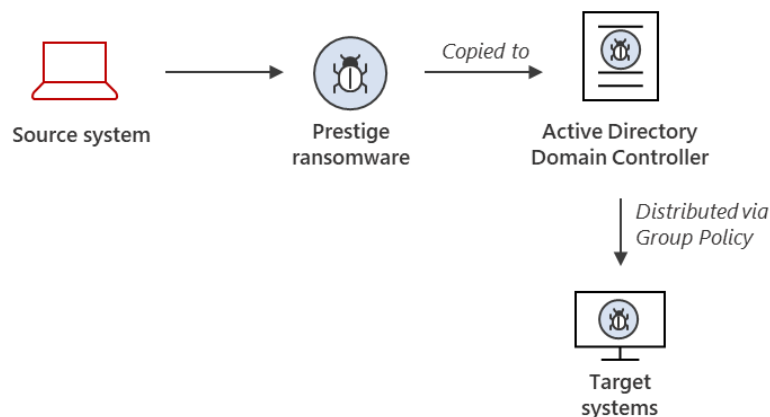 Copied to
Source system
Prestige
ransomware
Active Directory
Domain Controller
Distributed via
Group Policy
Target
systems